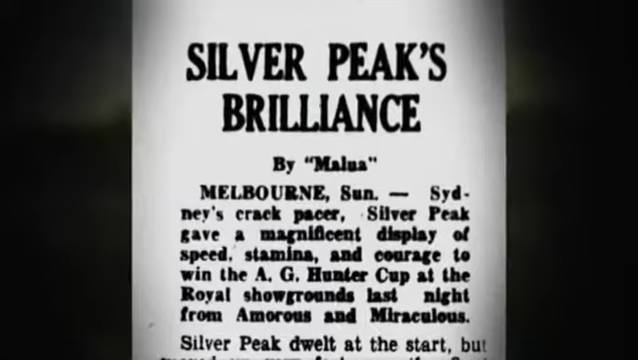 SILVER PEAK'S
BRILLIANCE
By "Malua"
MELBOURNE, Sun. — Syd-
ney's crack pacer, Silver Peak
gave a magnificent display of
speed, stamina, and courage to
win the A. G. Hunter Cup at the
Royal showgrounds last night
from Amorous and Miraculous.
Silver Peak dwelt at the start, but